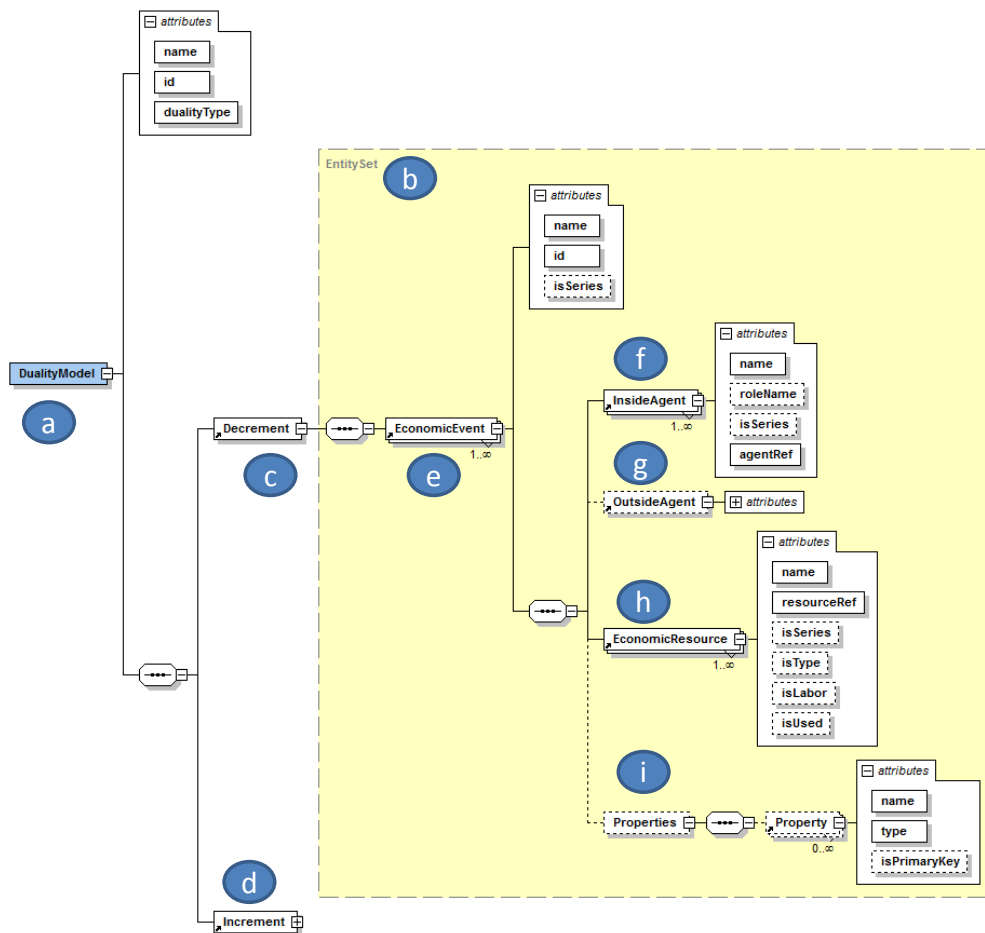 attributes
name
id
dualityType
EntitySet
b
attributes
name
id
isSeries
DualityModel
a
f
attributes
name
roleName
isSeries
agentRef
InsideAgent
1..∞
Decrement
c
EconomicEvent
1..∞
e
g
OutsideAgent
attributes
h
attributes
name
resourceRef
isSeries
isType
isLabor
isUsed
EconomicResource
1..∞
i
attributes
name
type
isPrimaryKey
Properties
Property
0..∞
d
Increment